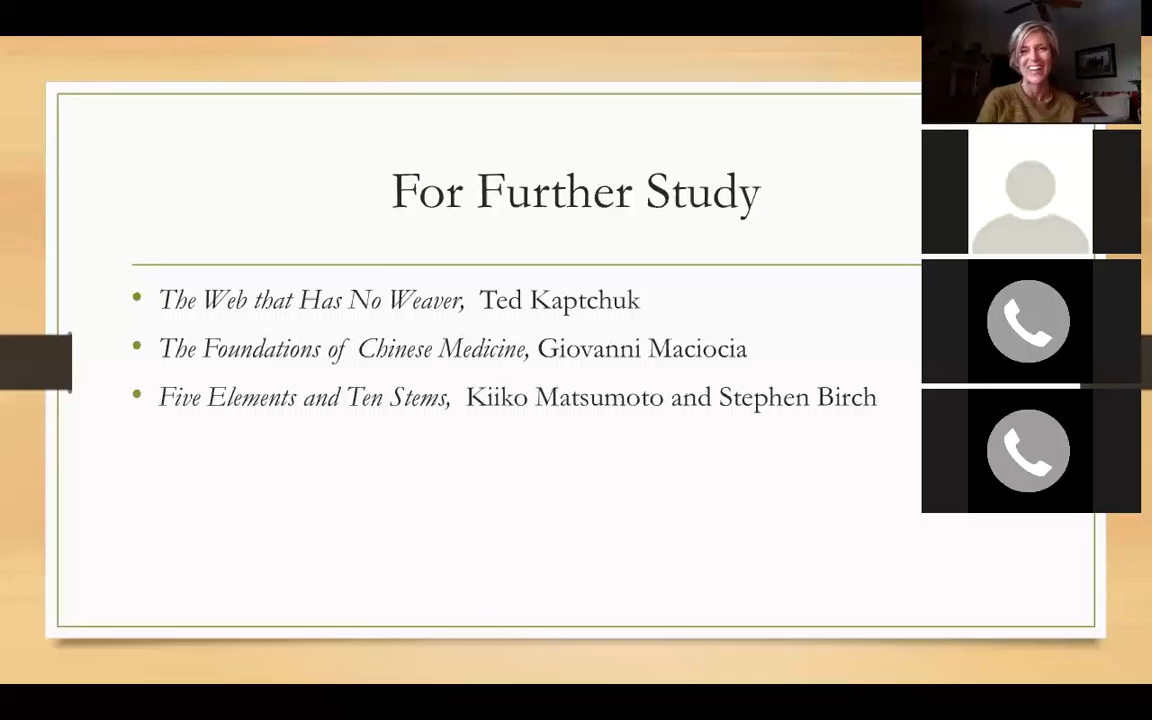 For Further Study
• The Web that Has No Weaver, Ted Kaptchuk
• The Foundations of Chinese Medicine, Giovanni Maciocia
• Five Elements and Ten Stems, Kiiko Matsumoto and Stephen Birch